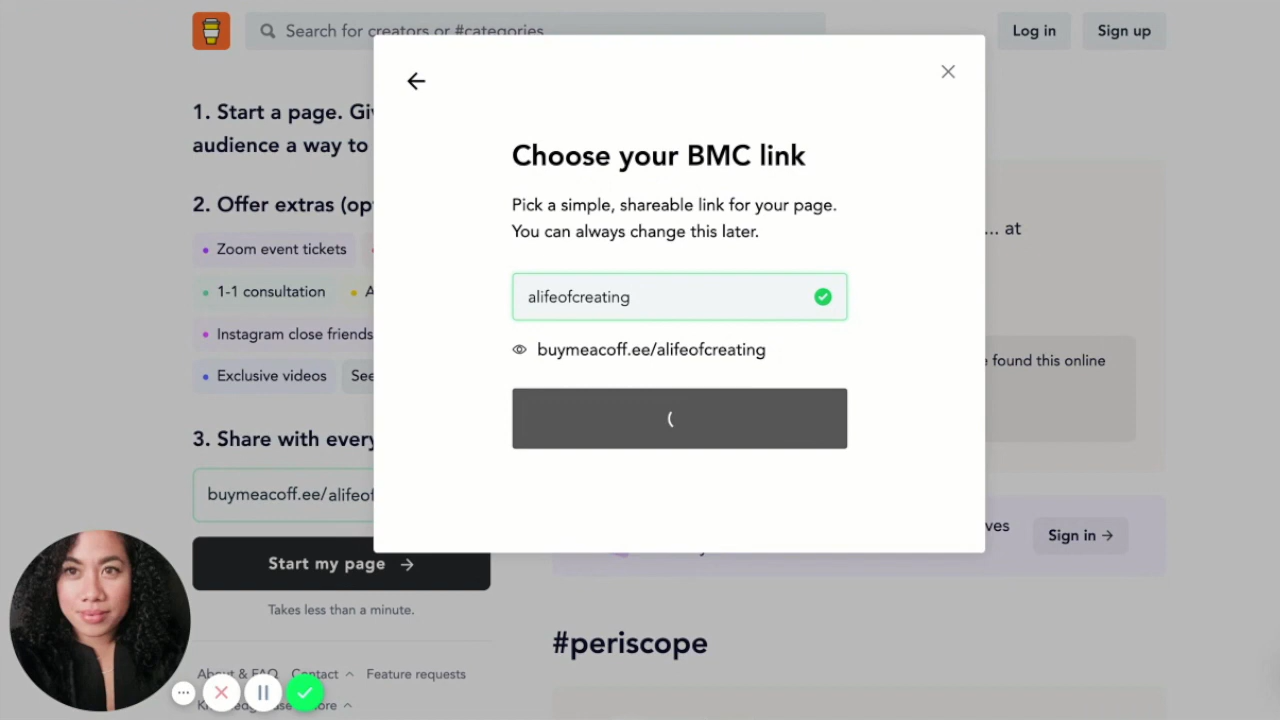 Search for creators or #categories
Log in
Sign up
1. Start a page. Giv
audience a way to
2. Offer extras (op
Zoom event tickets
1-1 consultation
A
Instagram close friends
Exclusive videos
See
3. Share with every
buymeacoff.ee/alifeof
Start my page →
Takes less than a minute.
About & FAQ
Contact
Feature requests
Choose your BMC link
Pick a simple, shareable link for your page.
You can always change this later.
alifeofcreating
buymeacoff.ee/alifeofcreating
... at
found this online
ves
Sign in →
#periscope